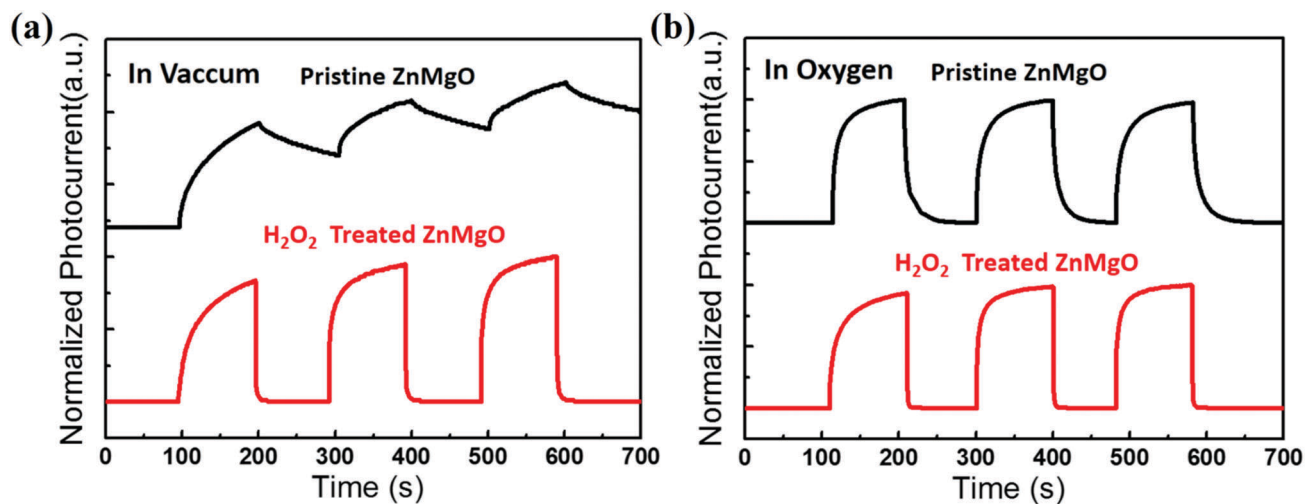 (a)
In Vaccum
Pristine ZnMgO
H₂O₂ Treated ZnMgO
Normalized Photocurrent(a.u.)
0 100 200 300 400 500 600 700
Time (s)
(b)
In Oxygen
Pristine ZnMgO
H₂O₂ Treated ZnMgO
Normalized Photocurrent(a.u.)
0 100 200 300 400 500 600 700
Time (s)